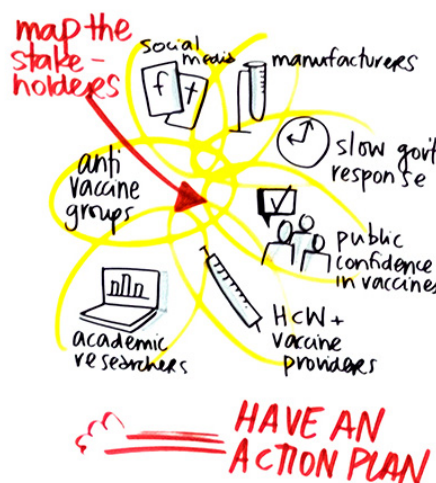 map the
stake-
holders
social
media
f t
manufacturers
slow gov't
response
anti
vaccine
groups
public
confidence
in vaccines
HCW +
vaccine
providers
academic
researchers
HAVE AN
ACTION PLAN